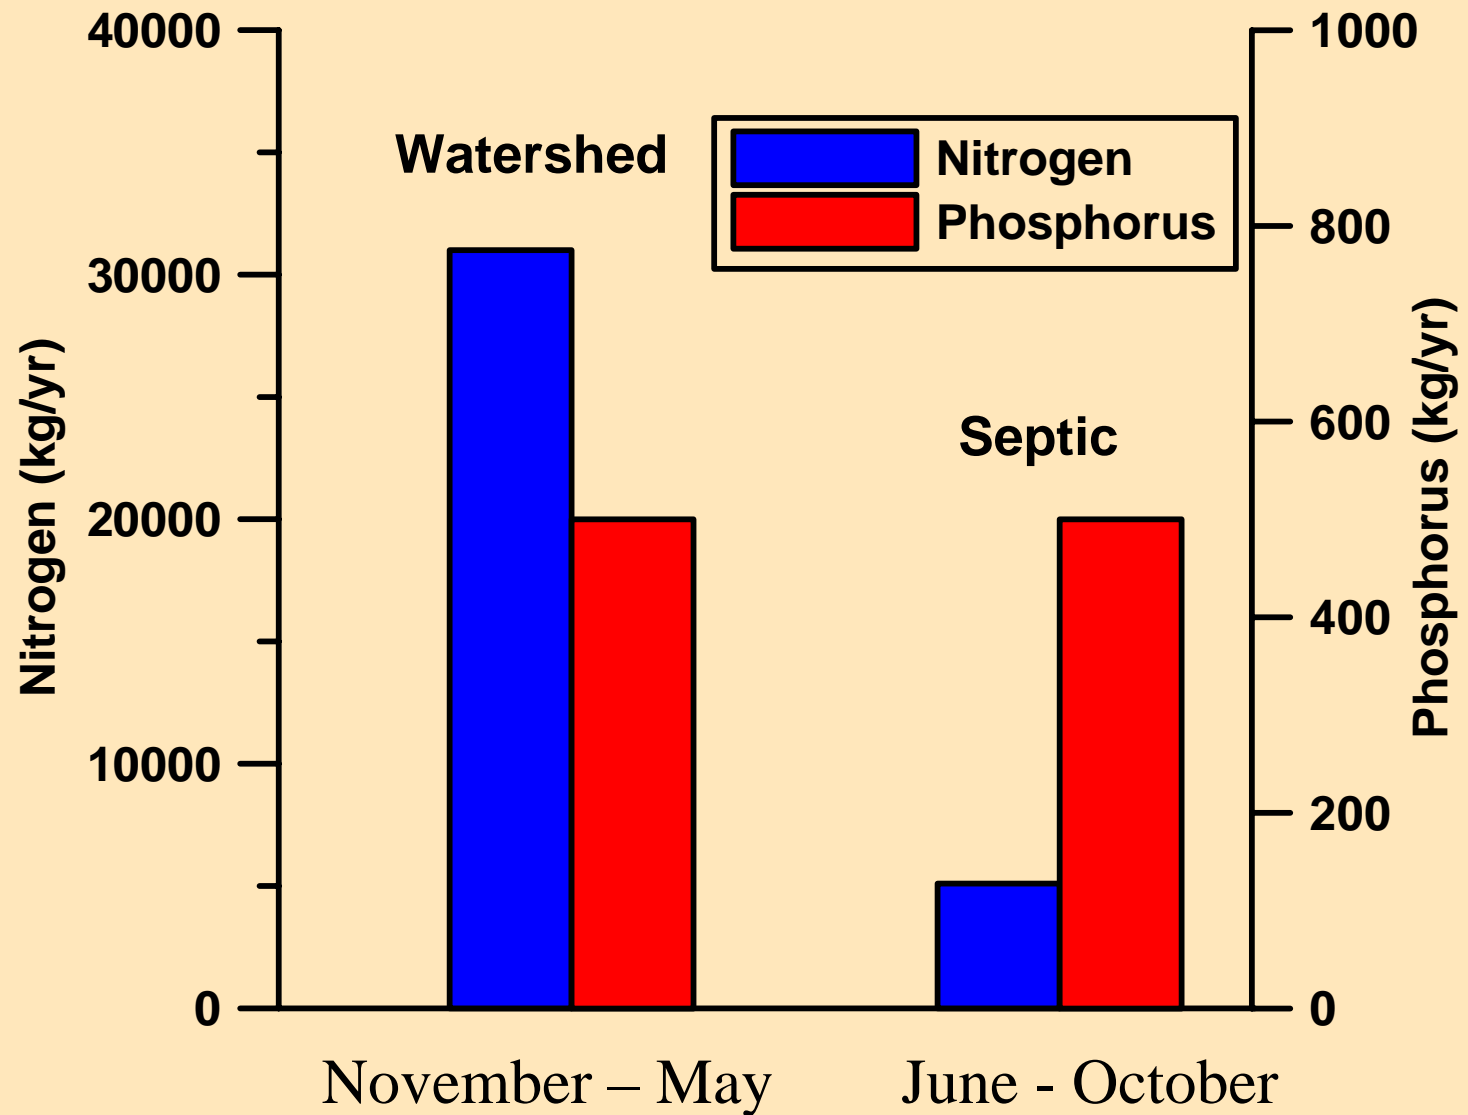 40000
30000
20000
10000
0
Nitrogen (kg/yr)
Watershed
Nitrogen
Phosphorus
Septic
1000
800
600
400
200
0
Phosphorus (kg/yr)
November – May
June - October